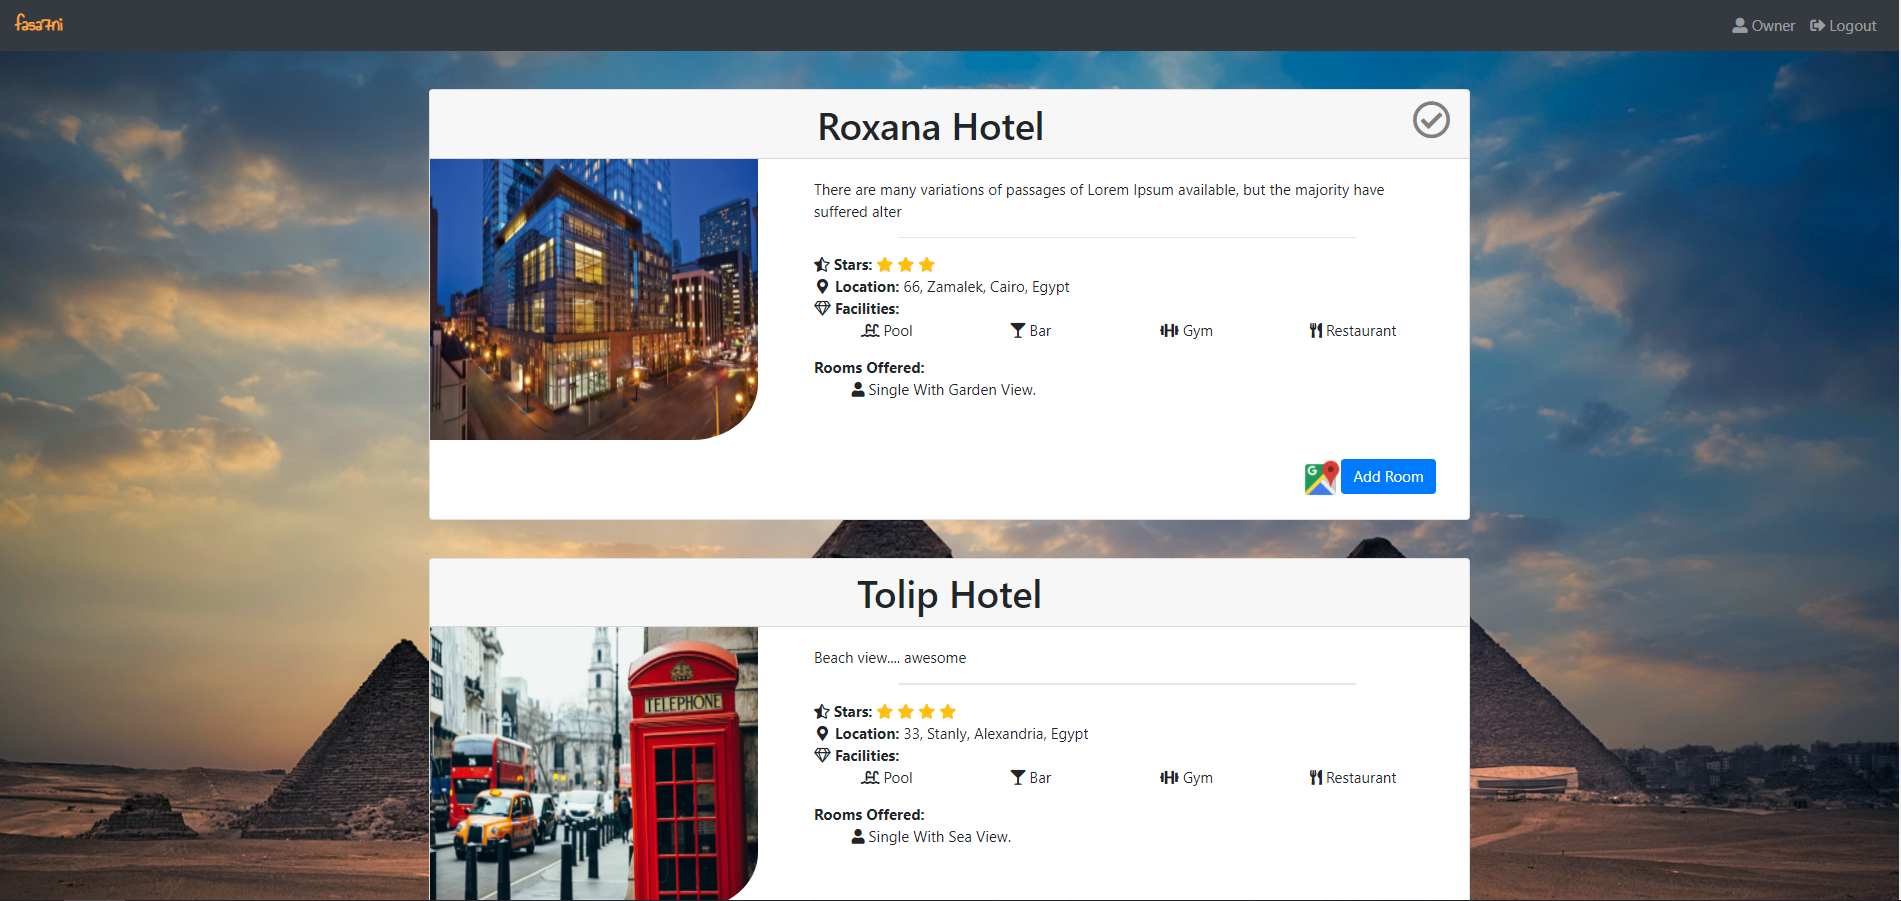 fasa7ni
Owner
Logout
Roxana Hotel
There are many variations of passages of Lorem Ipsum available, but the majority have
suffered alter
Stars:
Location: 66, Zamalek, Cairo, Egypt
Facilities:
Pool Bar Gym Restaurant
Rooms Offered:
Single With Garden View.
G
Add Room
Tolip Hotel
TELEPHONE
26
Beach view.... awesome
Stars:
Location: 33, Stanly, Alexandria, Egypt
Facilities:
Pool Bar Gym Restaurant
Rooms Offered:
Single With Sea View.